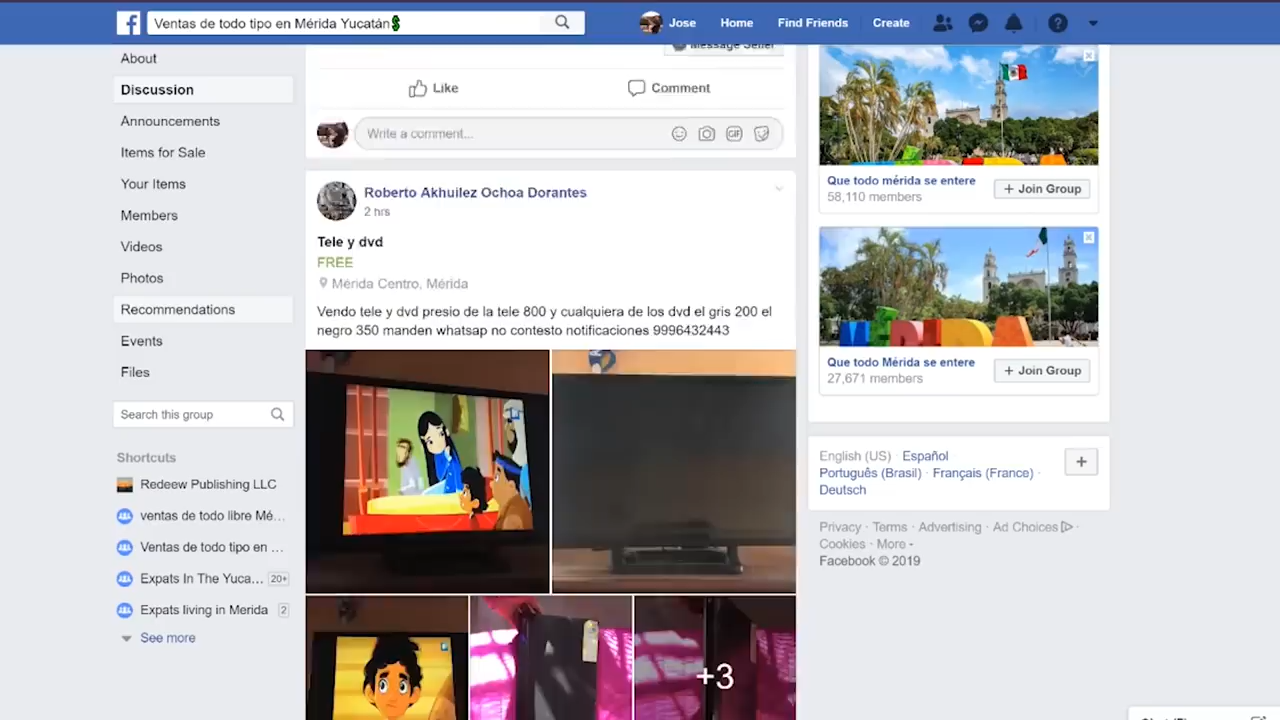 Ventas de todo tipo en Mérida Yucatán
Jose
Home
Find Friends
Create
About
Discussion
Announcements
Items for Sale
Your Items
Members
Videos
Photos
Recommendations
Events
Files
Search this group
Shortcuts
Redeew Publishing LLC
ventas de todo libre Mé...
Ventas de todo tipo en ...
Expats In The Yuca... 20+
Expats living in Merida 2
See more
Message Seller
Like
Comment
Write a comment...
GIF
Roberto Akhuilez Ochoa Dorantes
2 hrs
Tele y dvd
FREE
Mérida Centro, Mérida
Vendo tele y dvd presio de la tele 800 y cualquiera de los dvd el gris 200 el
negro 350 manden whatsap no contesto notificaciones 9996432443
+3
Que todo mérida se entere
58,110 members
+ Join Group
Que todo Mérida se entere
27,671 members
+ Join Group
English (US) · Español
Português (Brasil) · Français (France) ·
Deutsch
Privacy · Terms · Advertising · Ad Choices ·
Cookies · More
Facebook © 2019